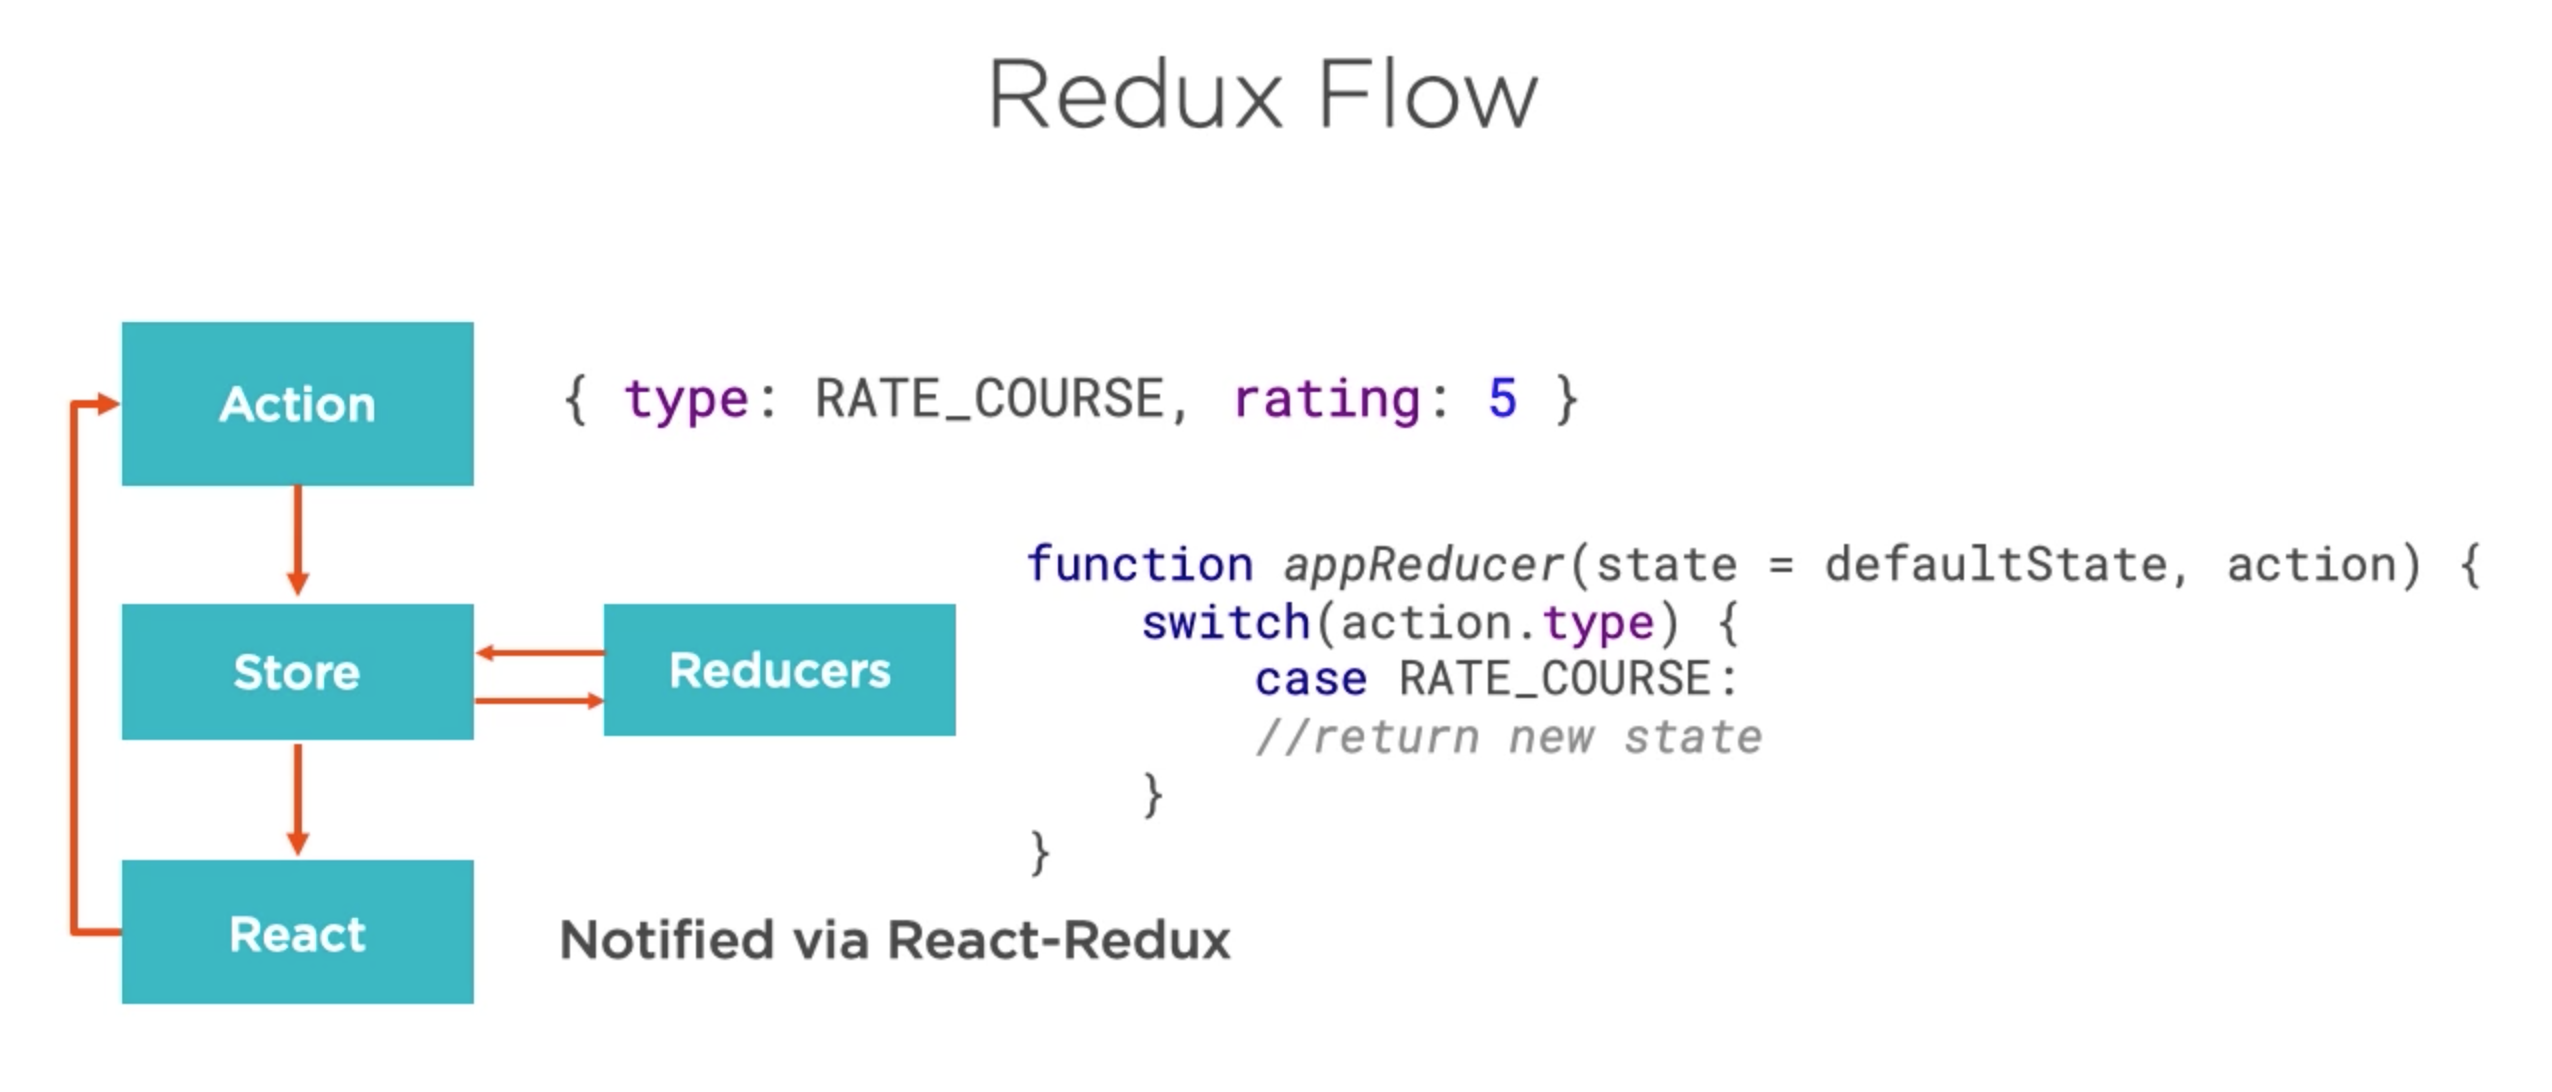 Redux Flow
Action
{ type: RATE_COURSE, rating: 5 }
Store
Reducers
function appReducer(state = defaultState, action) {
switch(action.type) {
case RATE_COURSE:
//return new state
}
}
React
Notified via React-Redux